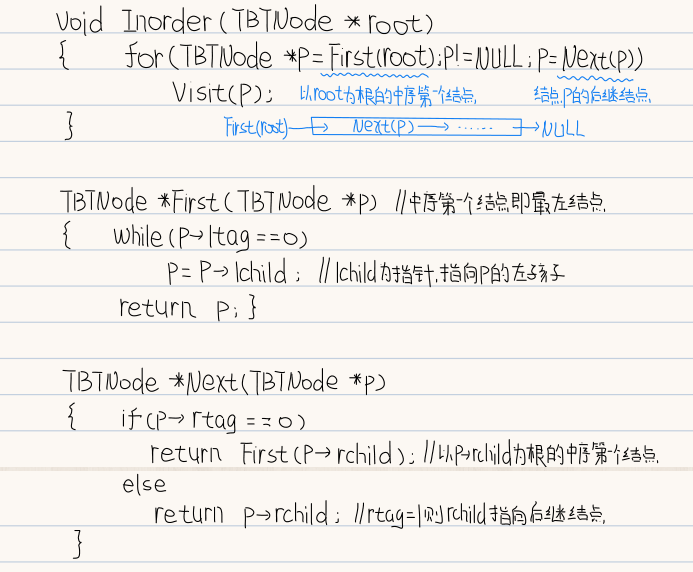 void Inorder(TBTNode *root)
{ for(TBTNode *P=First(root);P!=NULL;P=Next(P))
Visit(P); 以root为根的中序第一个结点 结点P的后继结点
} First(root)→Next(P)→……→NULL
TBTNode *First(TBTNode *p) //中序第一个结点即最左结点
{ while(P→ltag==0)
P=P→lchild; //lchild为指针,指向P的左孩子
return p;}
TBTNode *Next(TBTNode *p)
{ if(P→rtag==0)
return First(P→rchild); //以P→rchild为根的中序第一个结点
else
return p→rchild; //rtag=1则rchild指向后继结点
}